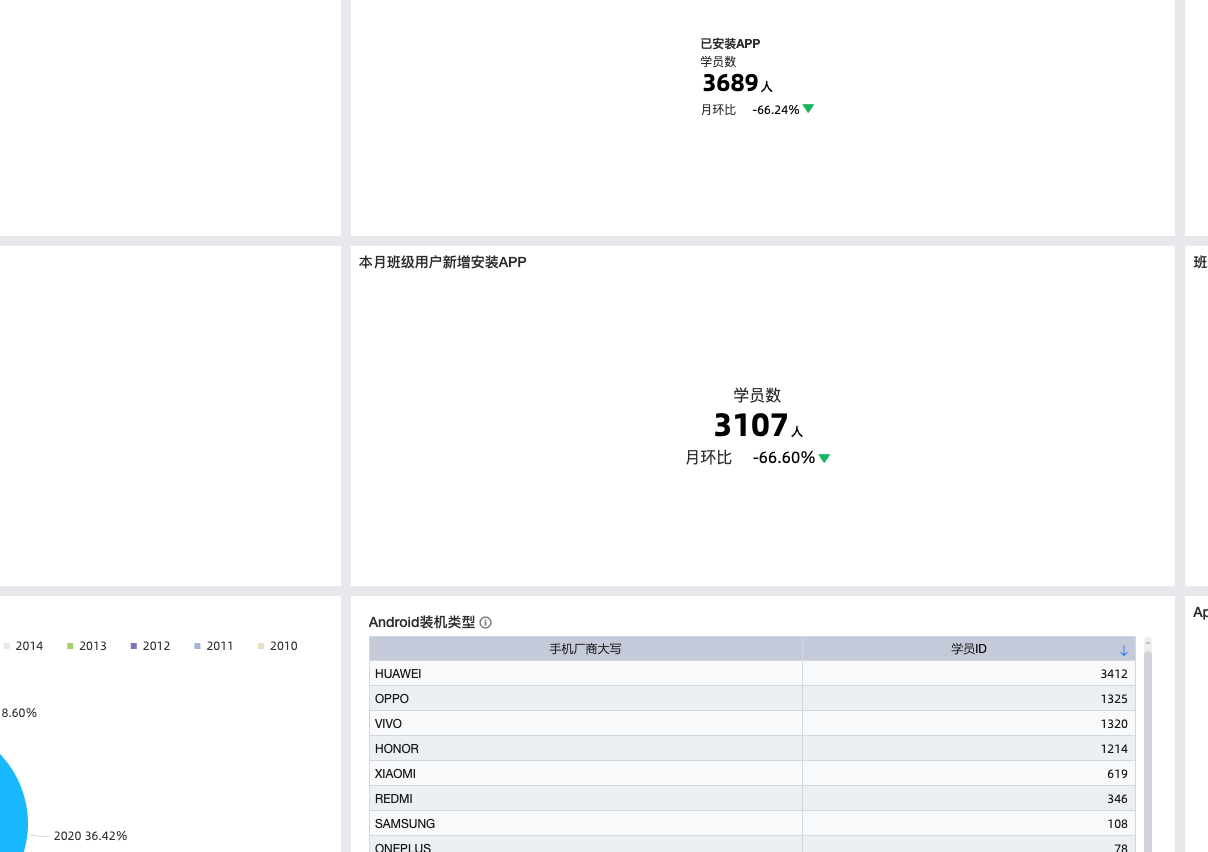 已安装APP
学员数
3689人
月环比 -66.24%
本月班级用户新增安装APP
班
学员数
3107人
月环比 -66.60%
2014 2013 2012 2011 2010
8.60%
2020 36.42%
Android装机类型
手机厂商大写 学员ID
HUAWEI 3412
OPPO 1325
VIVO 1320
HONOR 1214
XIAOMI 619
REDMI 346
SAMSUNG 108
ONEPLUS 78
Ap